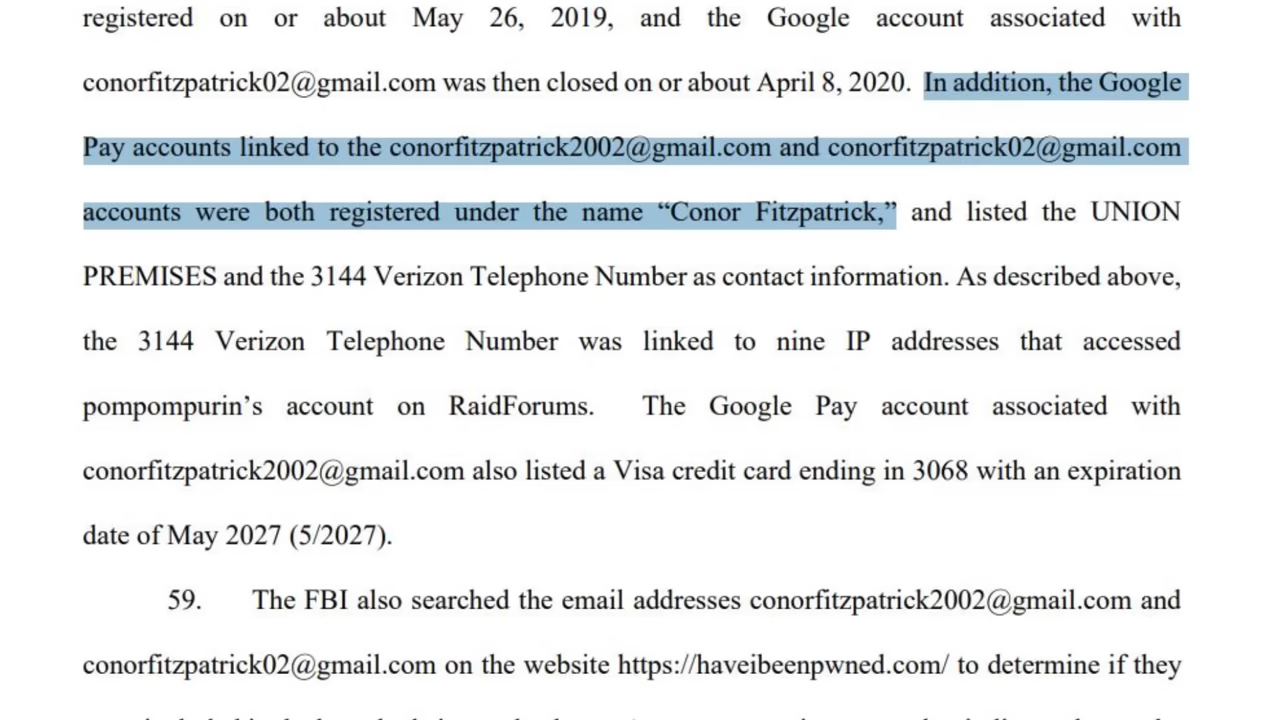 registered on or about May 26, 2019, and the Google account associated with
conorfitzpatrick02@gmail.com was then closed on or about April 8, 2020. In addition, the Google
Pay accounts linked to the conorfitzpatrick2002@gmail.com and conorfitzpatrick02@gmail.com
accounts were both registered under the name “Conor Fitzpatrick,” and listed the UNION
PREMISES and the 3144 Verizon Telephone Number as contact information. As described above,
the 3144 Verizon Telephone Number was linked to nine IP addresses that accessed
pompompurin’s account on RaidForums. The Google Pay account associated with
conorfitzpatrick2002@gmail.com also listed a Visa credit card ending in 3068 with an expiration
date of May 2027 (5/2027).
59. The FBI also searched the email addresses conorfitzpatrick2002@gmail.com and
conorfitzpatrick02@gmail.com on the website https://haveibeenpwned.com/ to determine if they